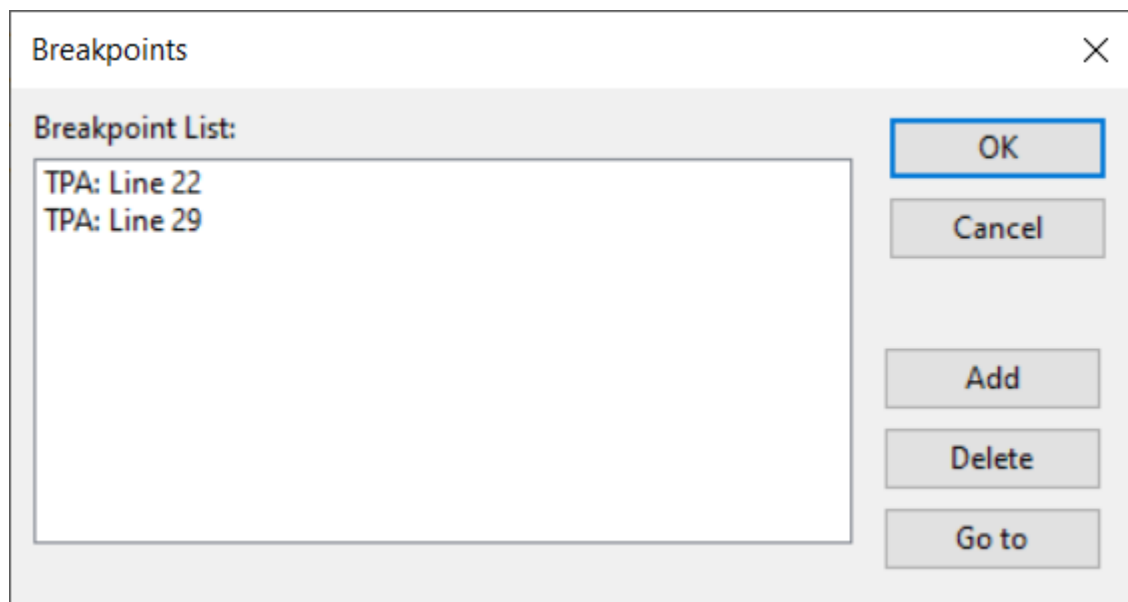 Breakpoints
Breakpoint List:
TPA: Line 22
TPA: Line 29
OK
Cancel
Add
Delete
Go to